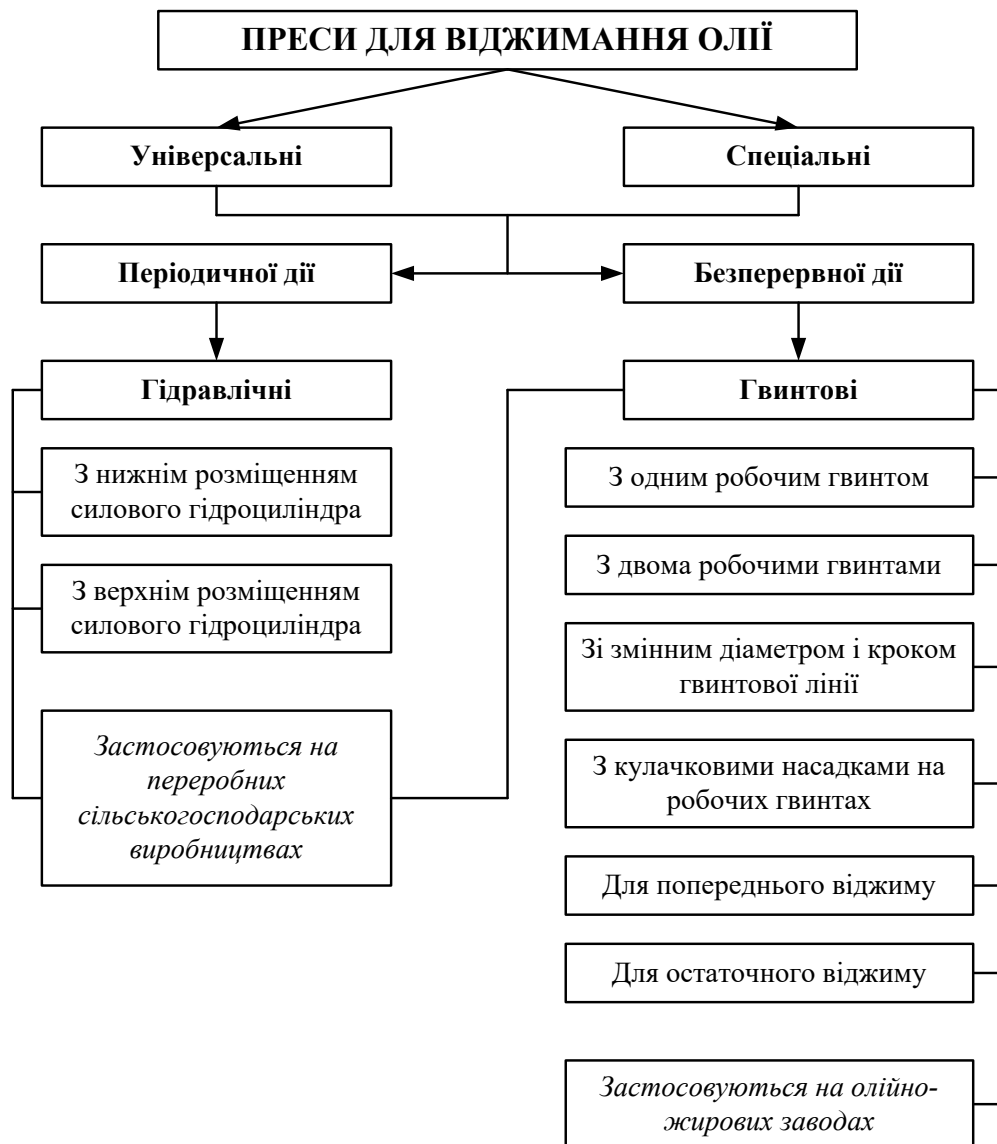 ПРЕСИ ДЛЯ ВІДЖИМАННЯ ОЛІЇ
Універсальні
Спеціальні
Періодичної дії
Безперервної дії
Гідравлічні
Гвинтові
З нижнім розміщенням
силового гідроциліндра
З одним робочим гвинтом
З двома робочими гвинтами
З верхнім розміщенням
силового гідроциліндра
Зі змінним діаметром і кроком
гвинтової лінії
Застосовуються на
переробних
сільськогосподарських
виробництвах
З кулачковими насадками на
робочих гвинтах
Для попереднього віджиму
Для остаточного віджиму
Застосовуються на олійно-
жирових заводах